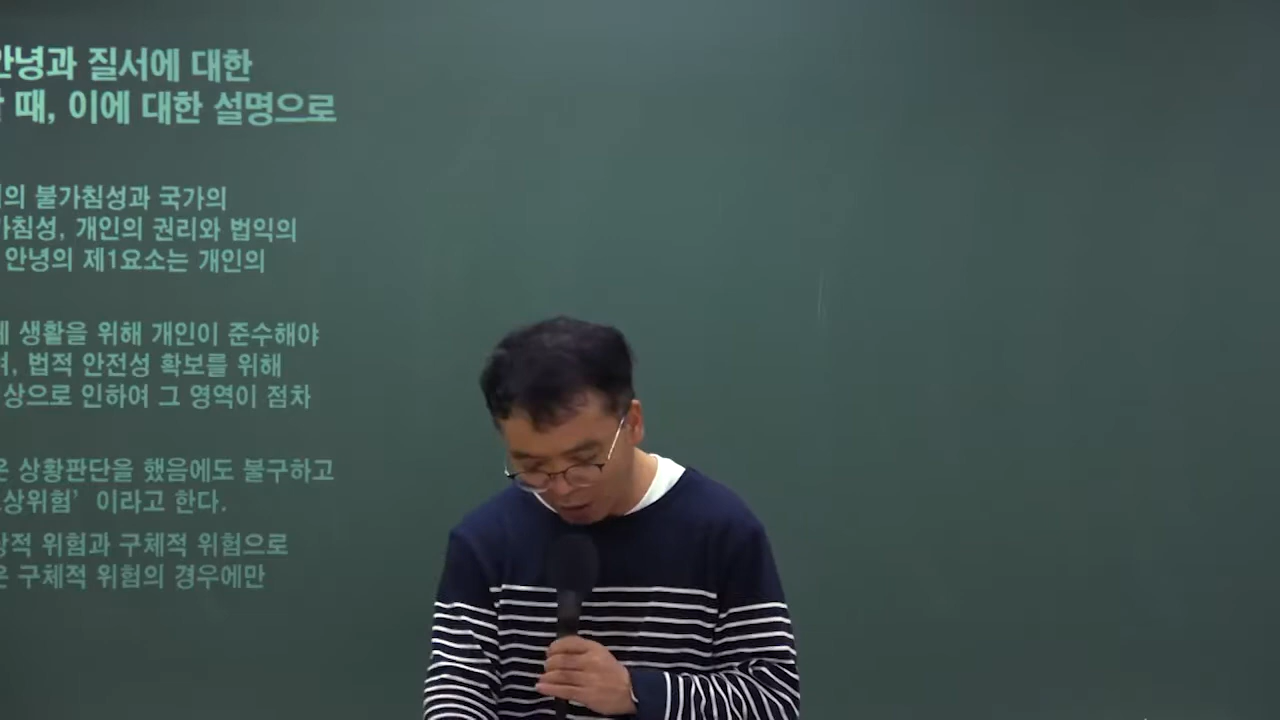 안녕과 질서에 대한
때, 이에 대한 설명으로
의 불가침성과 국가의
가침성, 개인의 권리와 법익의
안녕의 제1요소는 개인의
생활을 위해 개인이 준수해야
법적 안전성 확보를 위해
상으로 인하여 그 영역이 점차
상황판단을 했음에도 불구하고
상위험’ 이라고 한다.
상적 위험과 구체적 위험으로
구체적 위험의 경우에만